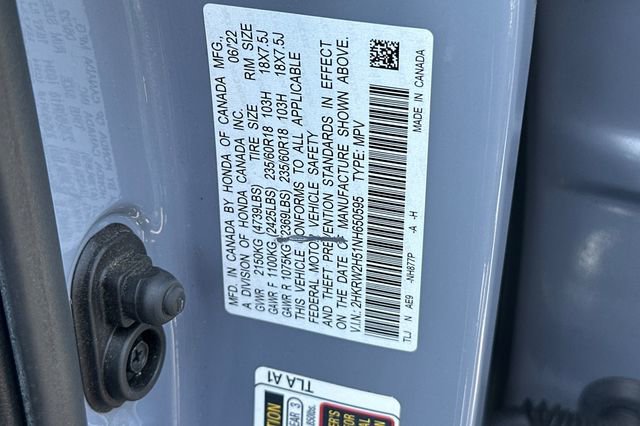 MFD. IN CANADA BY HONDA OF CANADA MFG.,
A DIVISION OF HONDA CANADA INC. 06/22
TIRE SIZE RIM SIZE
GVWR 2150KG (4739LBS)
GAWR F 1100KG (2425LBS) 235/60R18 103H 18X7.5J
GAWR R 1075KG (2369LBS) 235/60R18 103H 18X7.5J
THIS VEHICLE CONFORMS TO ALL APPLICABLE
FEDERAL MOTOR VEHICLE SAFETY
AND THEFT PREVENTION STANDARDS IN EFFECT
ON THE DATE OF MANUFACTURE SHOWN ABOVE.
V.I.N.: 2HKRW2H51NH650595 TYPE: MPV
TLJ N AE9 -NH877P -A -H MADE IN CANADA
TLA A1